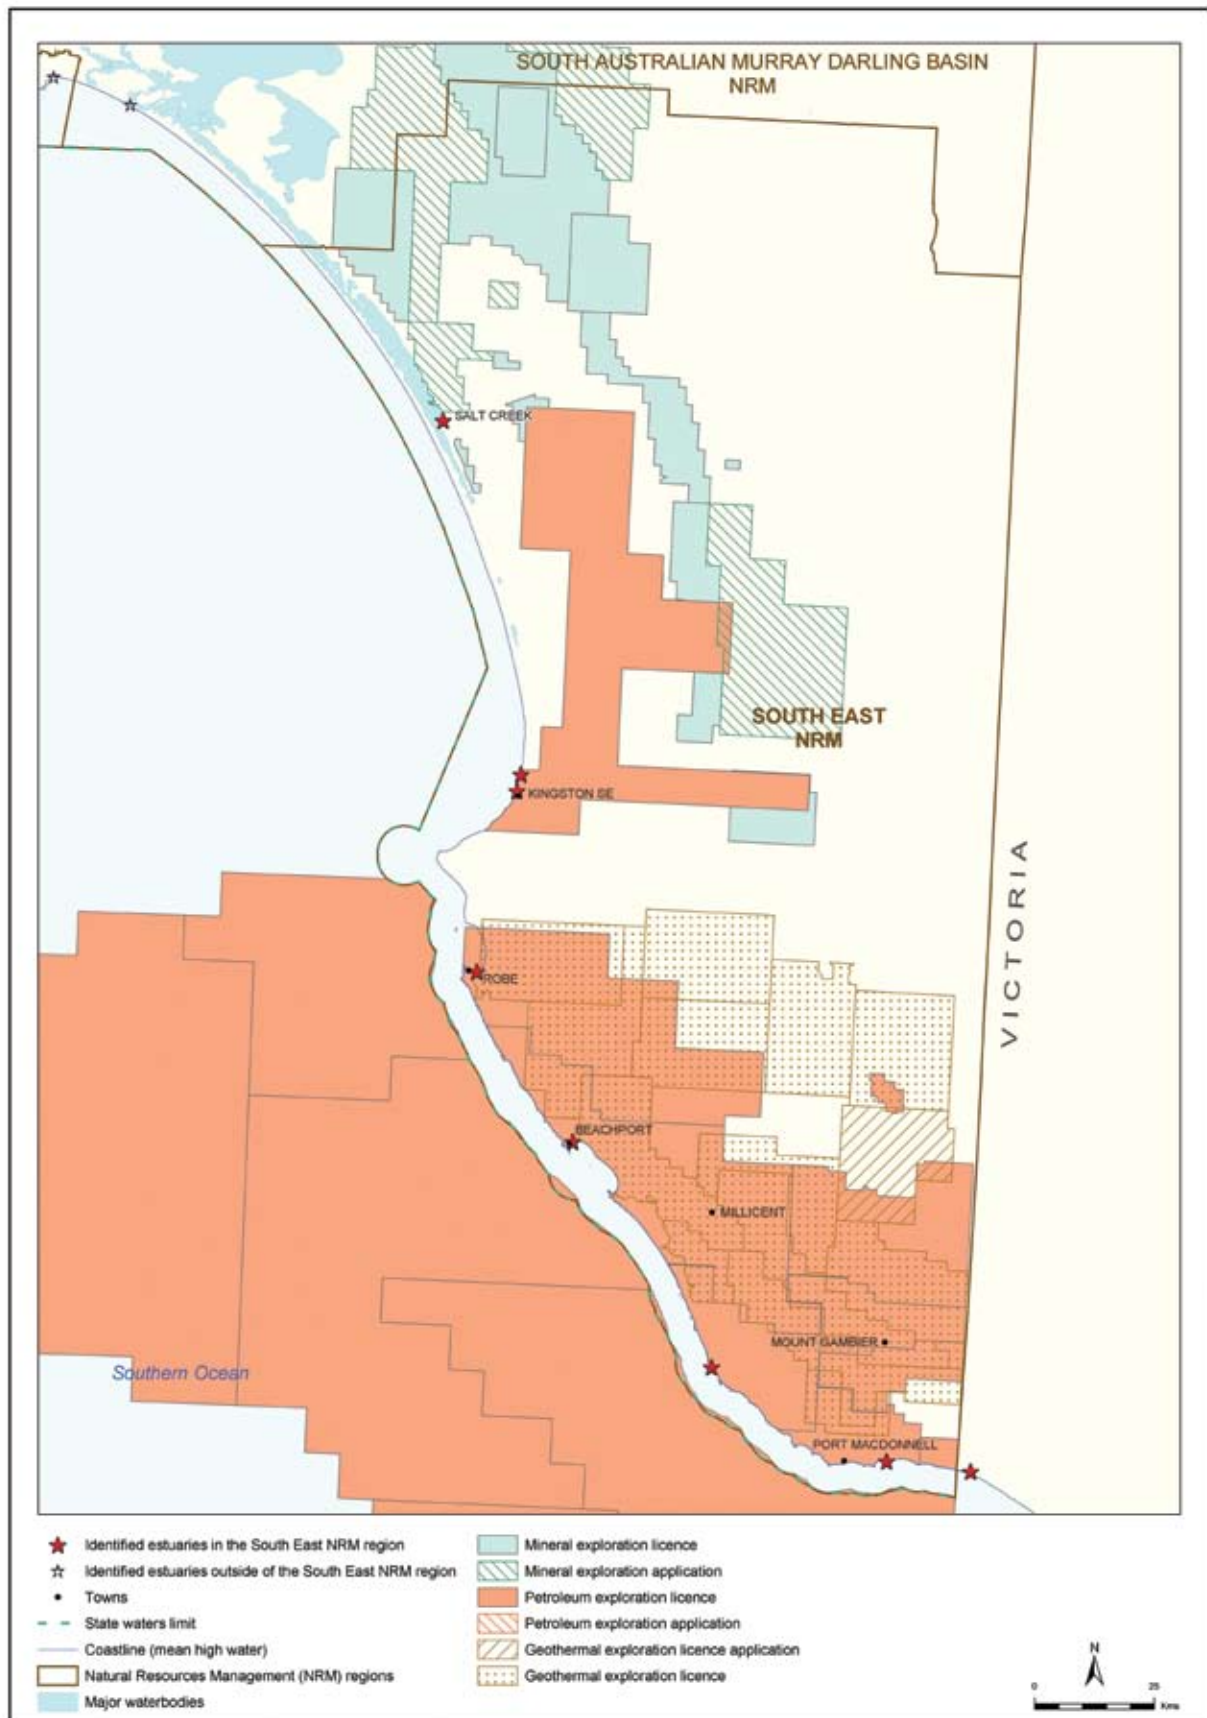 SOUTH AUSTRALIAN MURRAY DARLING BASIN
NRM
SALT CREEK
SOUTH EAST
NRM
KINGSTON SE
VICTORIA
ROBE
BEACHPORT
MILLICENT
MOUNT GAMBIER
Southern Ocean
PORT MACDONNELL
Identified estuaries in the South East NRM region
Identified estuaries outside of the South East NRM region
Towns
State waters limit
Coastline (mean high water)
Natural Resources Management (NRM) regions
Major waterbodies
Mineral exploration licence
Mineral exploration application
Petroleum exploration licence
Petroleum exploration application
Geothermal exploration licence application
Geothermal exploration licence
N
0 25
Kms